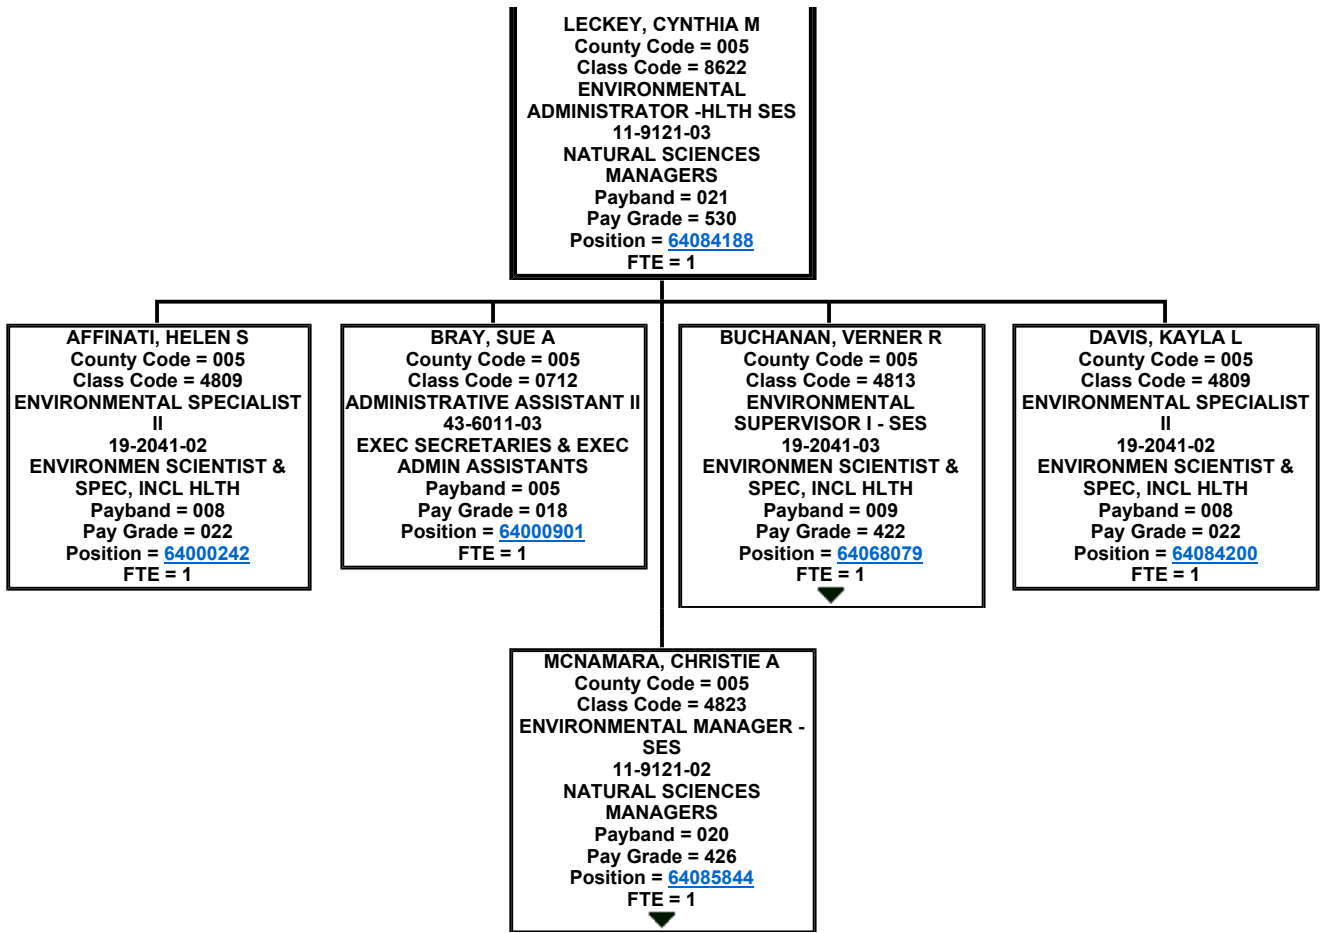 LECKEY, CYNTHIA M
County Code = 005
Class Code = 8622
ENVIRONMENTAL
ADMINISTRATOR -HLTH SES
11-9121-03
NATURAL SCIENCES
MANAGERS
Payband = 021
Pay Grade = 530
Position = 64084188
FTE = 1
AFFINATI, HELEN S
County Code = 005
Class Code = 4809
ENVIRONMENTAL SPECIALIST
II
19-2041-02
ENVIRONMEN SCIENTIST &
SPEC, INCL HLTH
Payband = 008
Pay Grade = 022
Position = 64000242
FTE = 1
BRAY, SUE A
County Code = 005
Class Code = 0712
ADMINISTRATIVE ASSISTANT II
43-6011-03
EXEC SECRETARIES & EXEC
ADMIN ASSISTANTS
Payband = 005
Pay Grade = 018
Position = 64000901
FTE = 1
BUCHANAN, VERNER R
County Code = 005
Class Code = 4813
ENVIRONMENTAL
SUPERVISOR I - SES
19-2041-03
ENVIRONMEN SCIENTIST &
SPEC, INCL HLTH
Payband = 009
Pay Grade = 422
Position = 64068079
FTE = 1
DAVIS, KAYLA L
County Code = 005
Class Code = 4809
ENVIRONMENTAL SPECIALIST
II
19-2041-02
ENVIRONMEN SCIENTIST &
SPEC, INCL HLTH
Payband = 008
Pay Grade = 022
Position = 64084200
FTE = 1
MCNAMARA, CHRISTIE A
County Code = 005
Class Code = 4823
ENVIRONMENTAL MANAGER -
SES
11-9121-02
NATURAL SCIENCES
MANAGERS
Payband = 020
Pay Grade = 426
Position = 64085844
FTE = 1